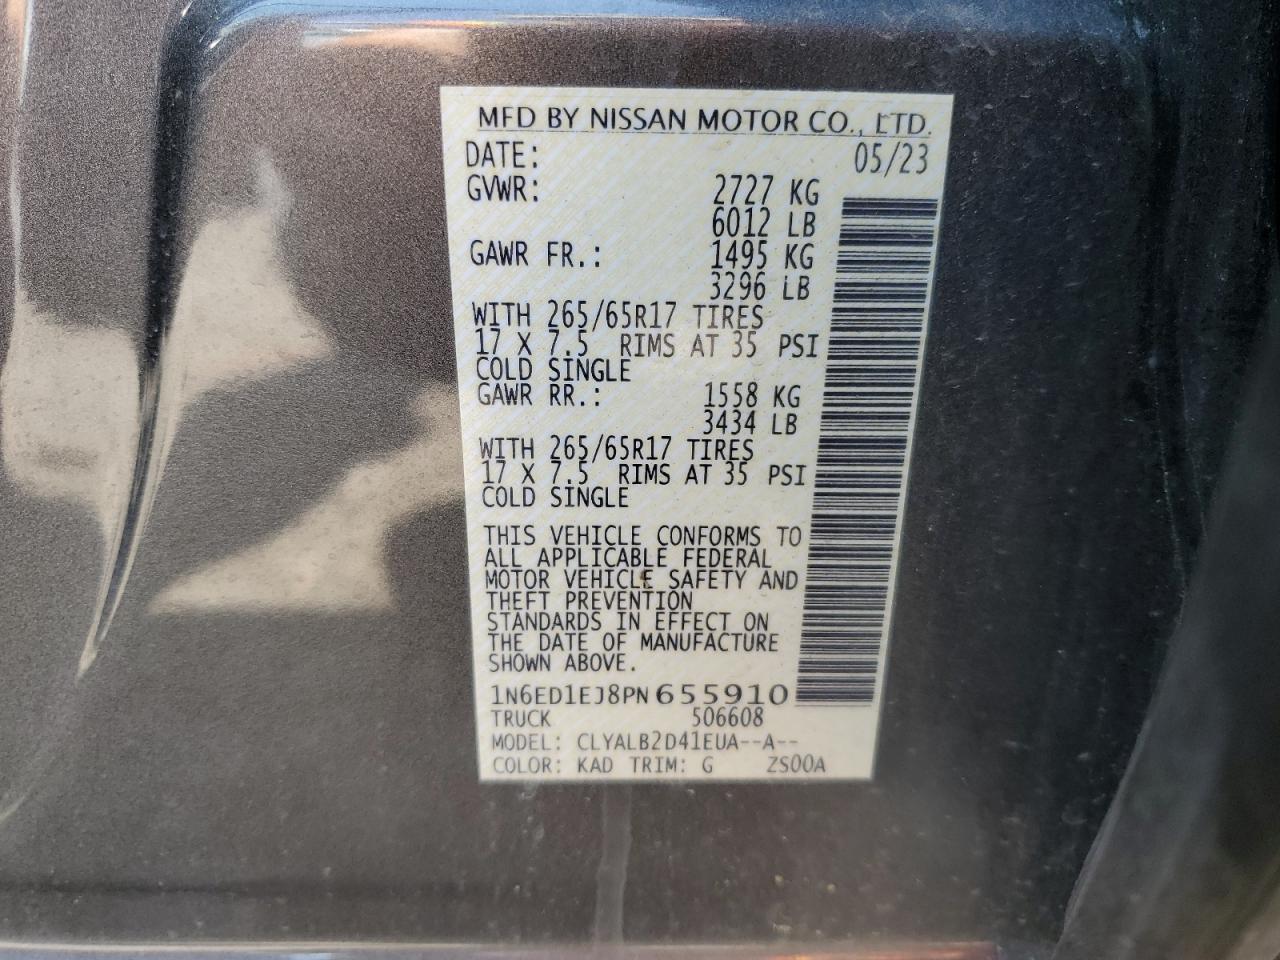 MFD BY NISSAN MOTOR CO., LTD.
DATE: 05/23
GVWR: 2727 KG
6012 LB
GAWR FR.: 1495 KG
3296 LB
WITH 265/65R17 TIRES
17 X 7.5 RIMS AT 35 PSI
COLD SINGLE
GAWR RR.: 1558 KG
3434 LB
WITH 265/65R17 TIRES
17 X 7.5 RIMS AT 35 PSI
COLD SINGLE
THIS VEHICLE CONFORMS TO
ALL APPLICABLE FEDERAL
MOTOR VEHICLE SAFETY AND
THEFT PREVENTION
STANDARDS IN EFFECT ON
THE DATE OF MANUFACTURE
SHOWN ABOVE.
1N6ED1EJ8PN655910
TRUCK 506608
MODEL: CLYALB2D41EUA--A--
COLOR: KAD TRIM: G ZS00A